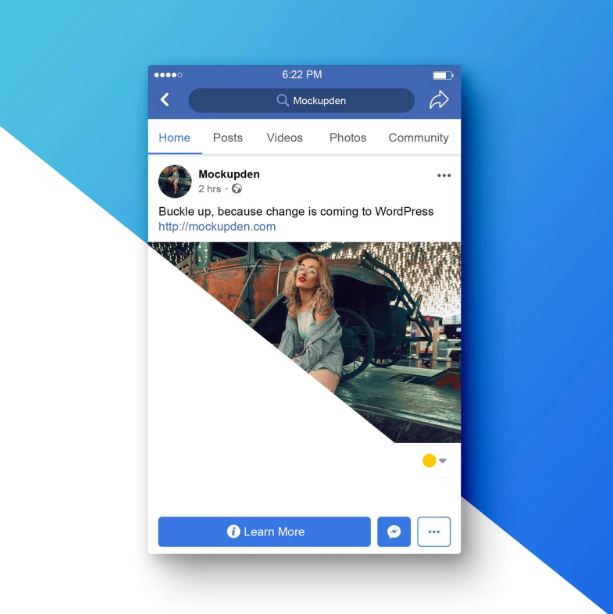 6:22 PM
Mockupden
Home Posts Videos Photos Community
Mockupden
2 hrs
Buckle up, because change is coming to WordPress
http://mockupden.com
Learn More